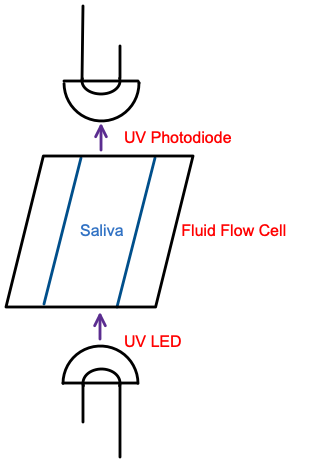 UV Photodiode
Saliva
Fluid Flow Cell
UV LED